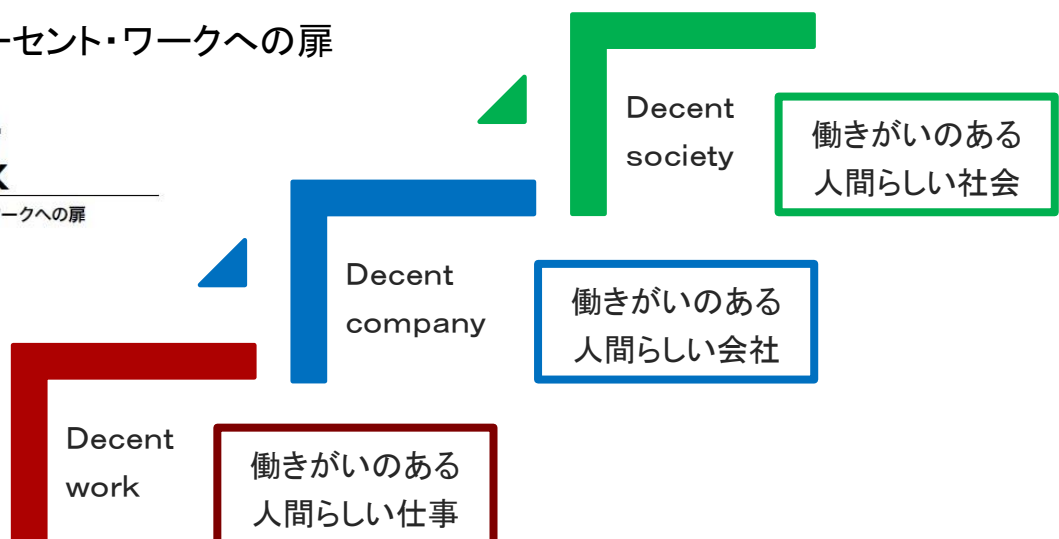 ーセント・ワークへの扉
ークへの扉
Decent
society
働きがいのある
人間らしい社会
Decent
company
働きがいのある
人間らしい会社
Decent
work
働きがいのある
人間らしい仕事